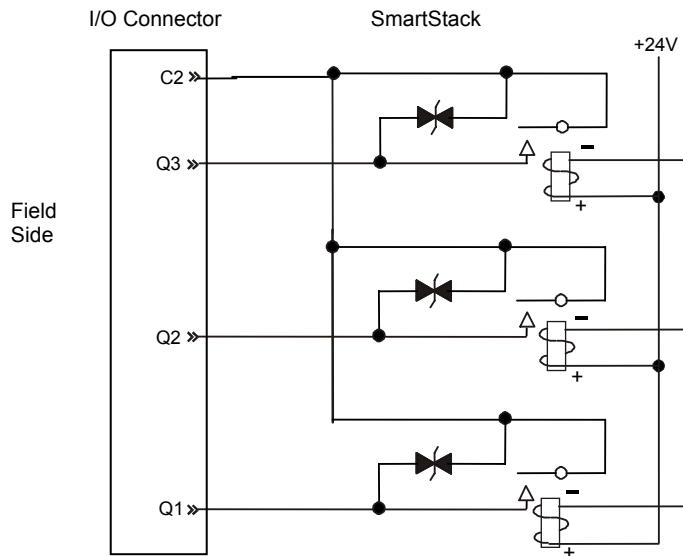 I/O Connector
SmartStack
+24V
C2
Q3
−
+
Field
Side
Q2
−
+
Q1
−
+